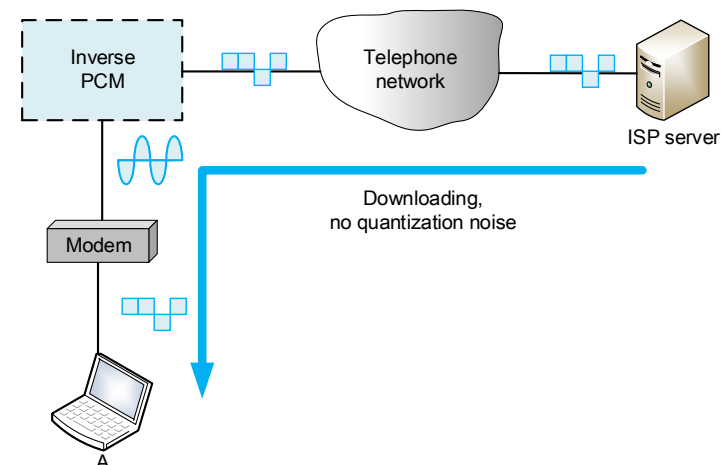 Inverse
PCM
Telephone
network
ISP server
Downloading,
no quantization noise
Modem
A